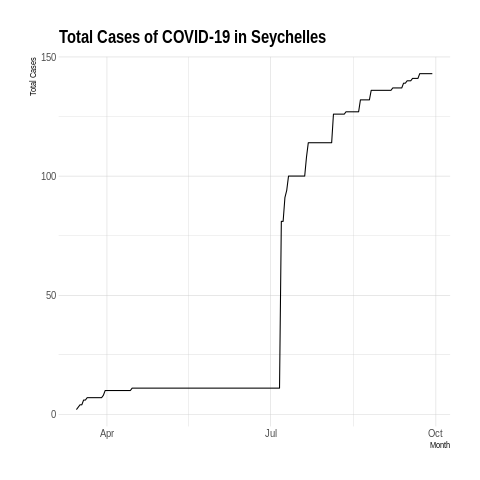 Total Cases of COVID-19 in Seychelles
Total Cases
150
100
50
0
Apr
Jul
Oct
Month